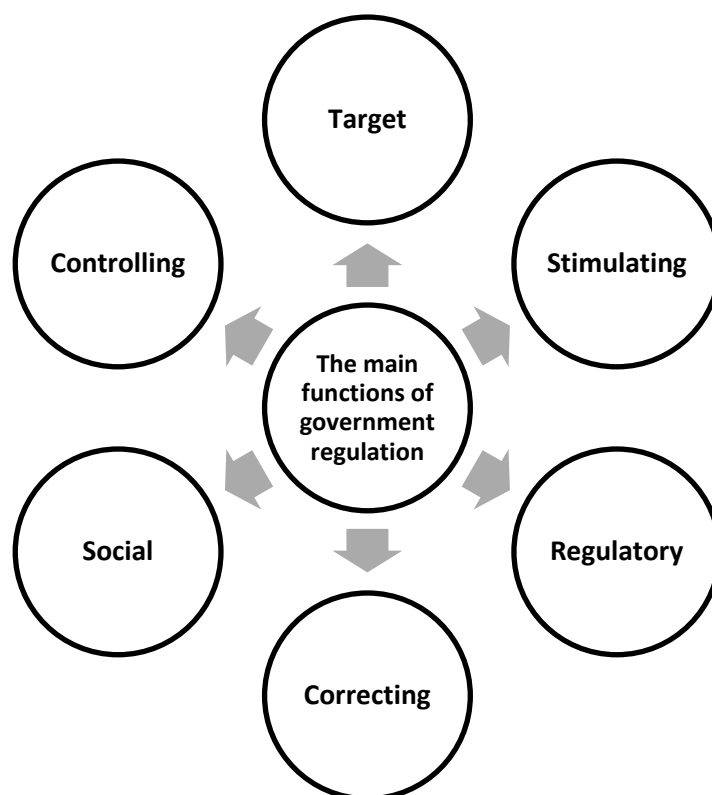 Target
Controlling
Stimulating
The main
functions of
government
regulation
Social
Regulatory
Correcting